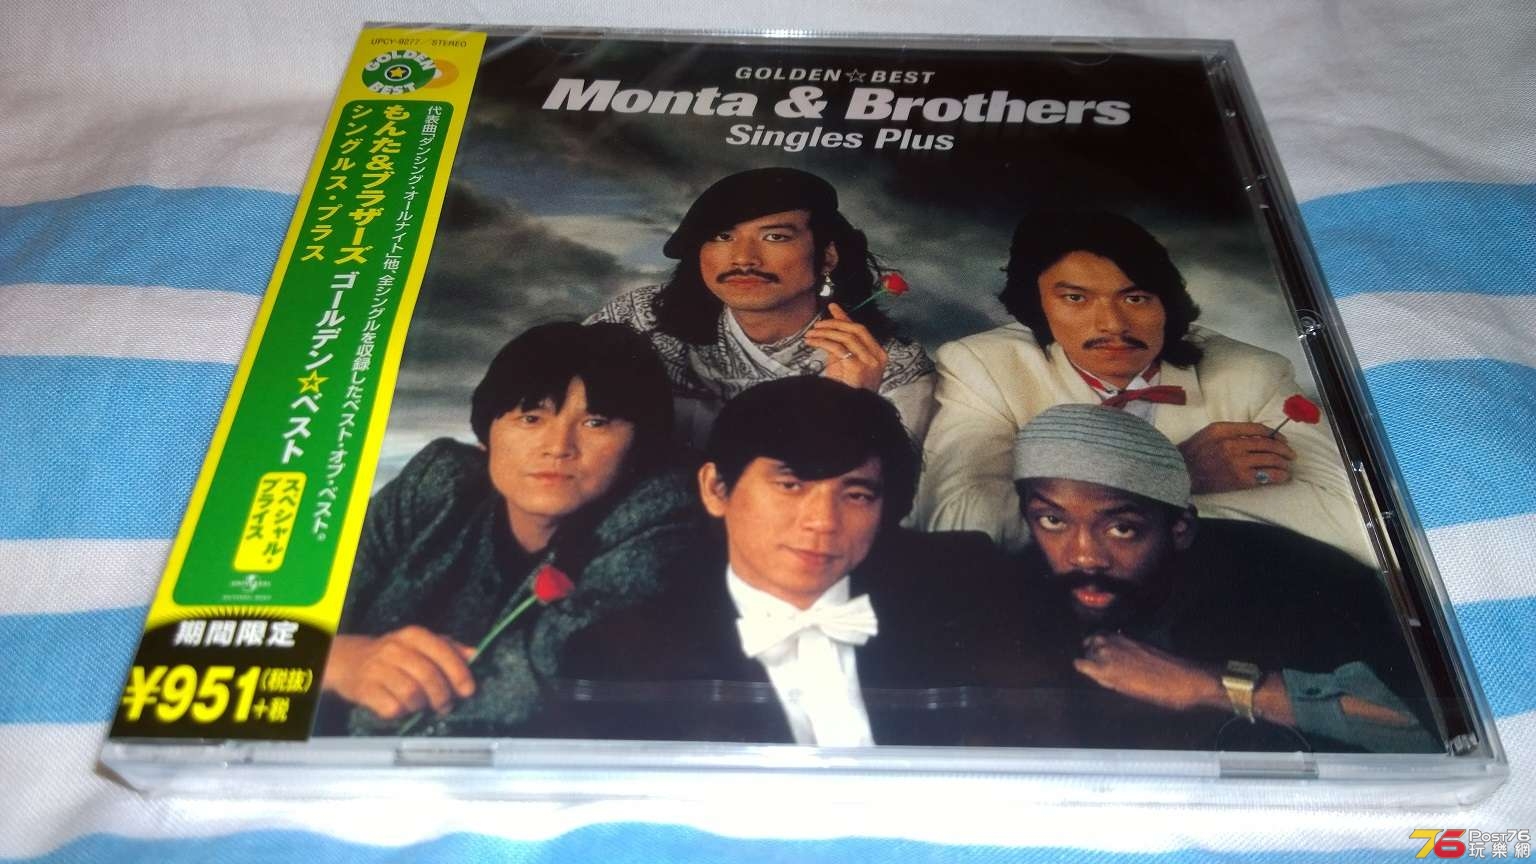 UPCY-9277/STEREO
GOLDEN
BEST
代表曲「ダンシング・オールナイト」他、全シングルを収録したベスト・オブ・ベスト。
もんた&ブラザーズ ゴールデン☆ベスト
シングルス・プラス
スペシャル・
プライス
期間限定
¥951(税抜)+税
GOLDEN☆BEST
Monta & Brothers
Singles Plus
76 POST76
玩樂網